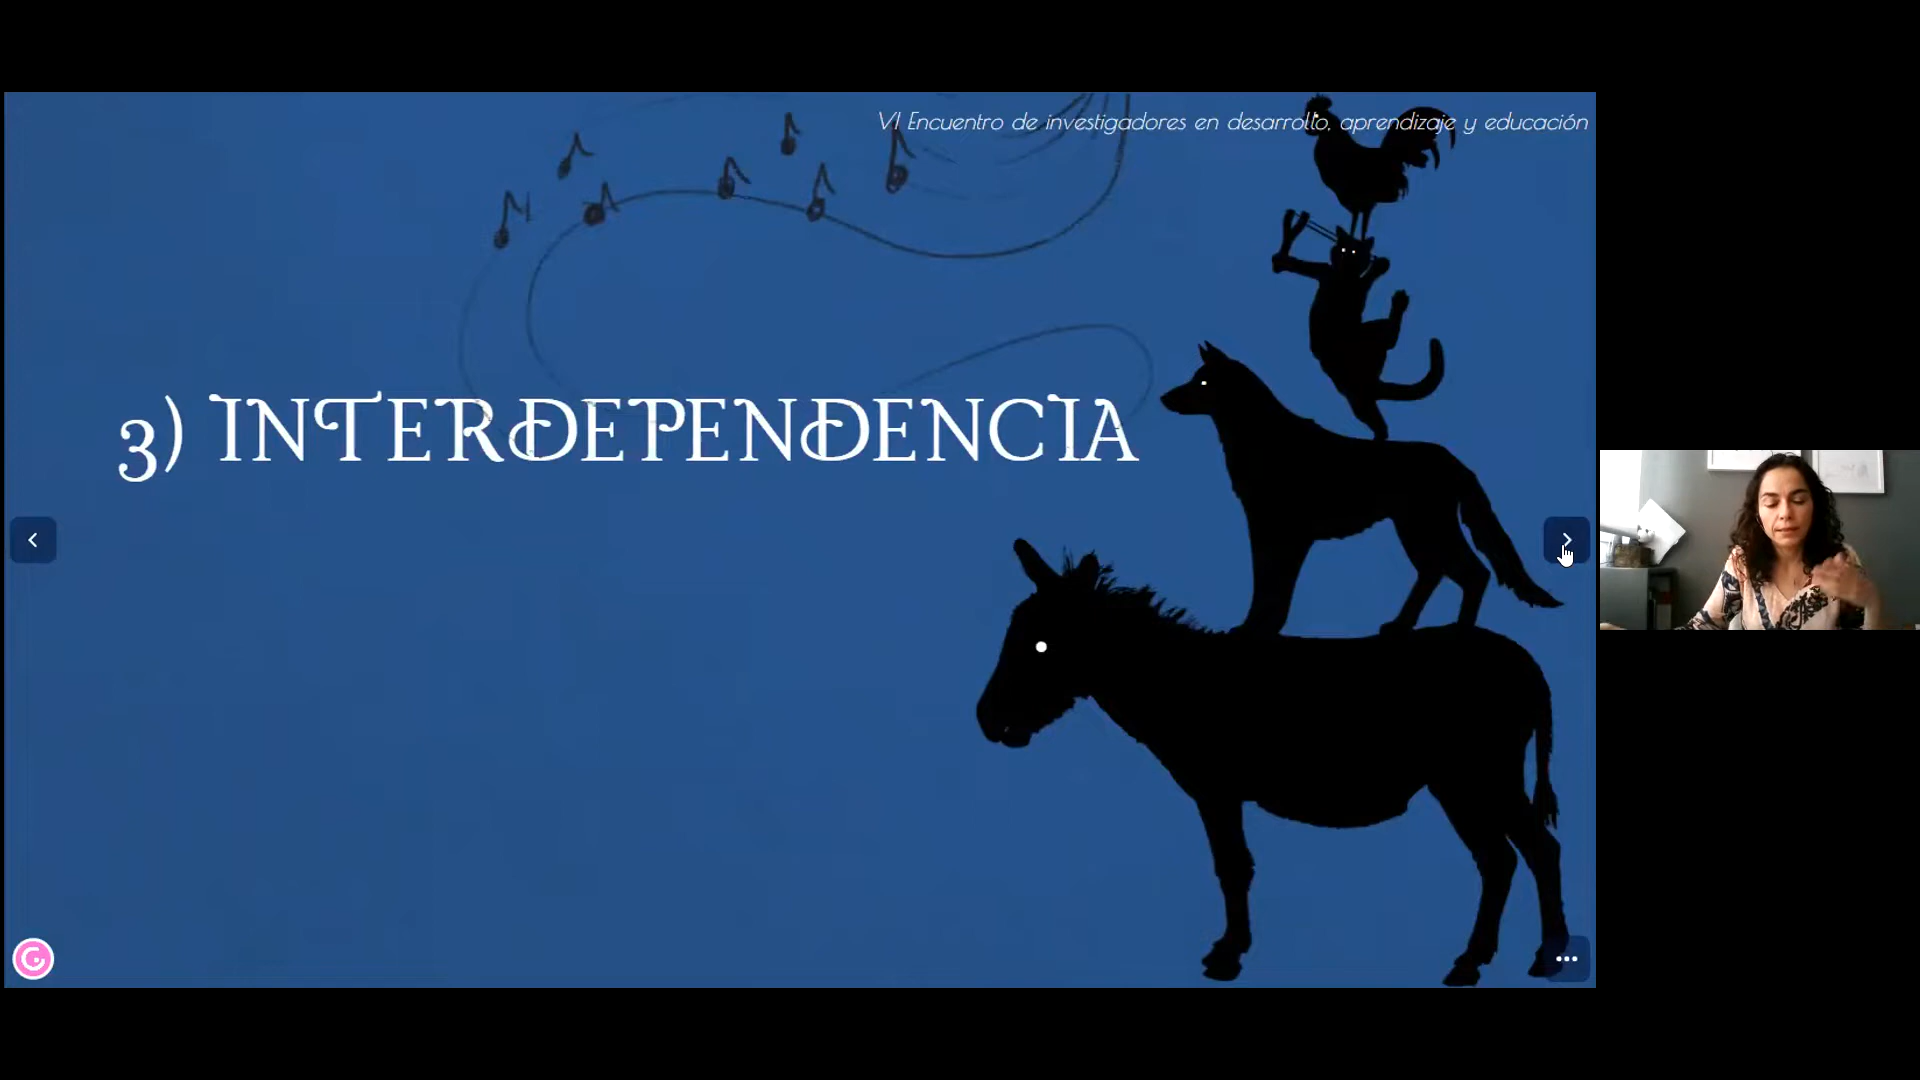 VI Encuentro de investigadores en desarrollo, aprendizaje y educación
3) INTERDEPENDENCIA